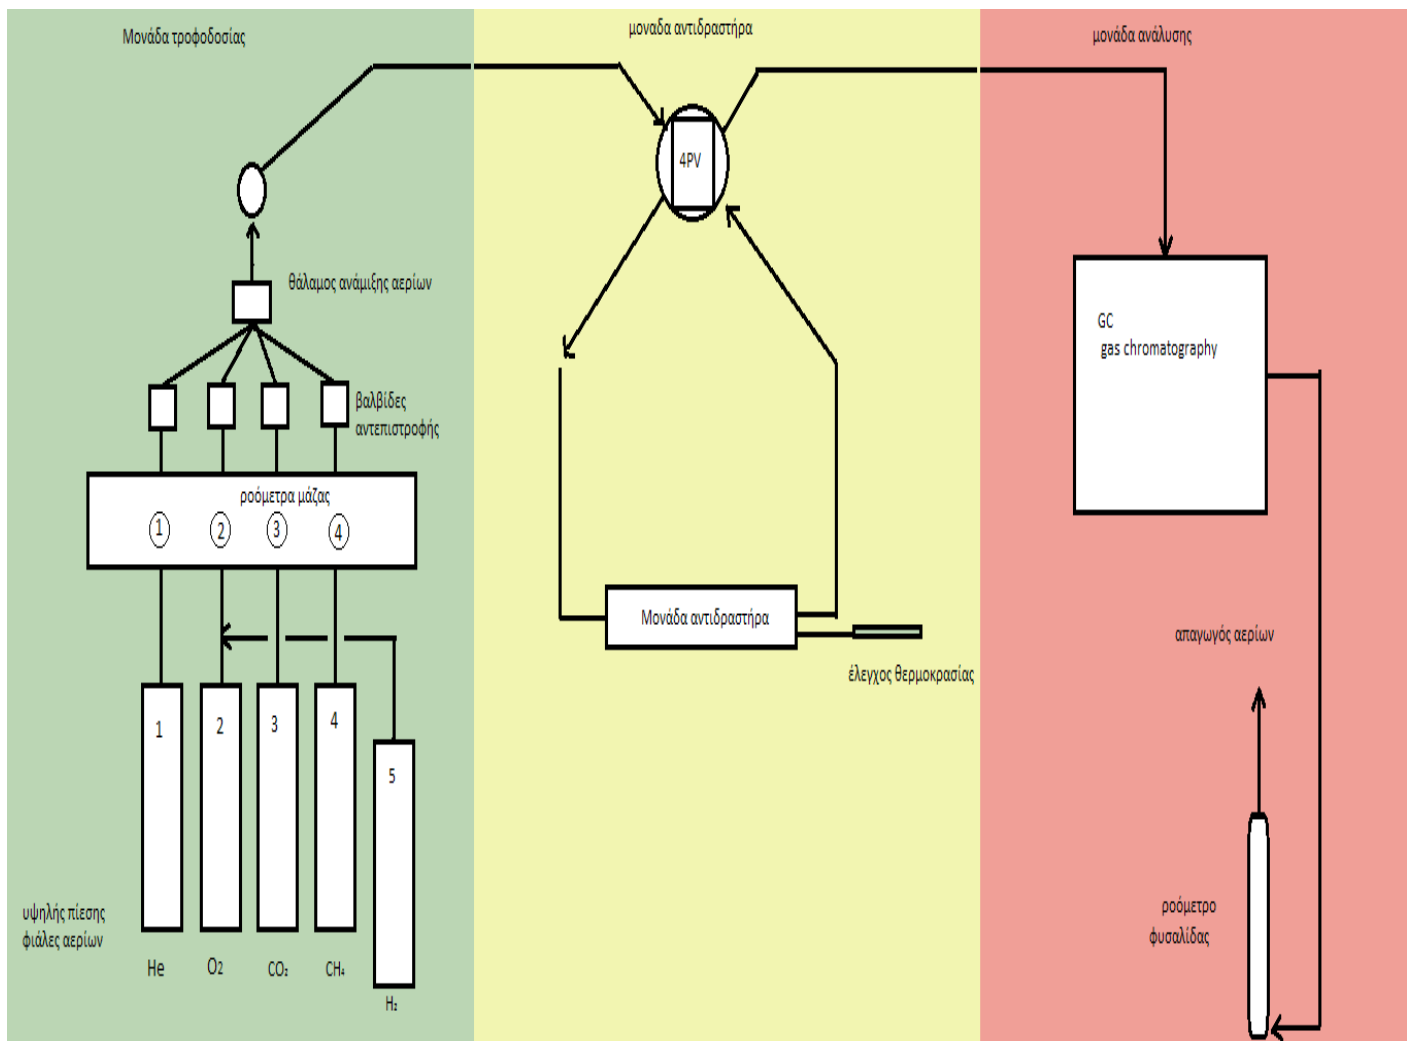 Μονάδα τροφοδοσίας
μοναδα αντιδραστήρα
μονάδα ανάλυσης
4PV
θάλαμος ανάμιξης αερίων
GC
gas chromatography
βαλβίδες
αντεπιστροφής
ροόμετρα μάζας
1 2 3 4
Μονάδα αντιδραστήρα
έλεγχος θερμοκρασίας
απαγωγός αερίων
1 2 3 4
5
υψηλής πίεσης
φιάλες αερίων
He O2 CO₂ CH₄
H₂
ροόμετρο
φυσαλίδας